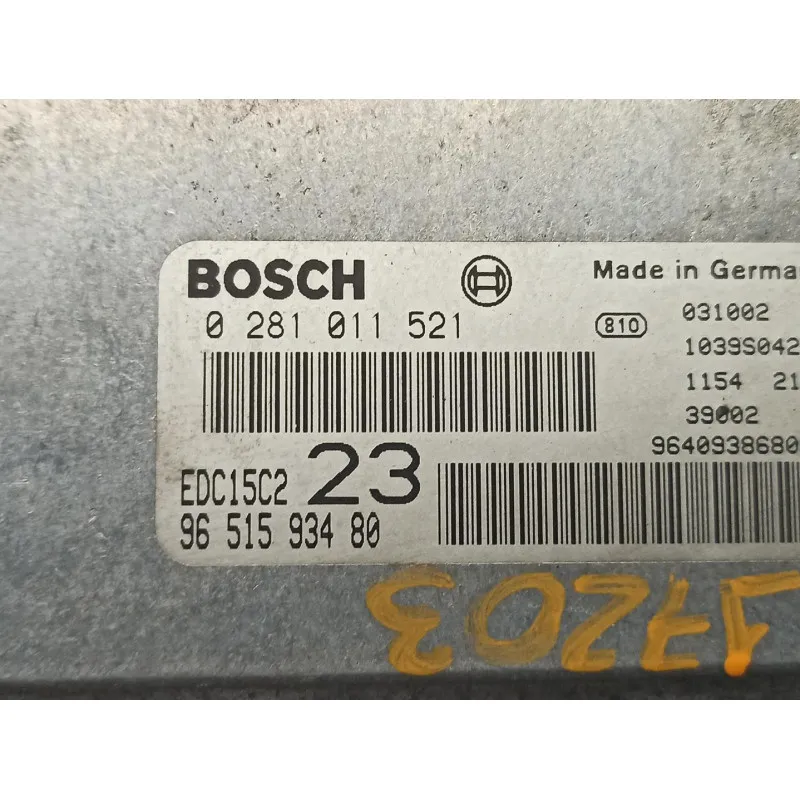 BOSCH
Made in Germa
0 281 011 521
810
031002
1039S042
1154 21
39002
9640938680
EDC15C2
23
96 515 934 80
17203